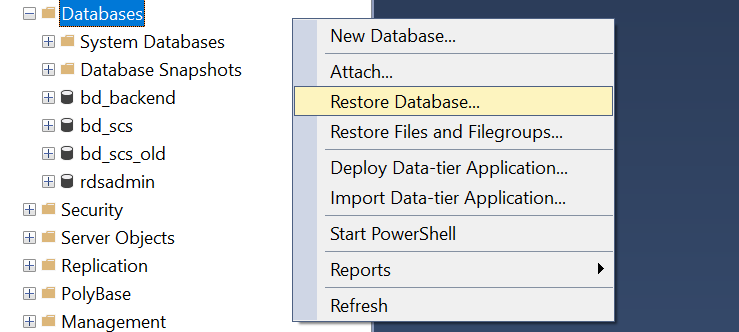 Databases
System Databases
Database Snapshots
bd_backend
bd_scs
bd_scs_old
rdsadmin
Security
Server Objects
Replication
PolyBase
Management
New Database...
Attach...
Restore Database...
Restore Files and Filegroups...
Deploy Data-tier Application...
Import Data-tier Application...
Start PowerShell
Reports
Refresh